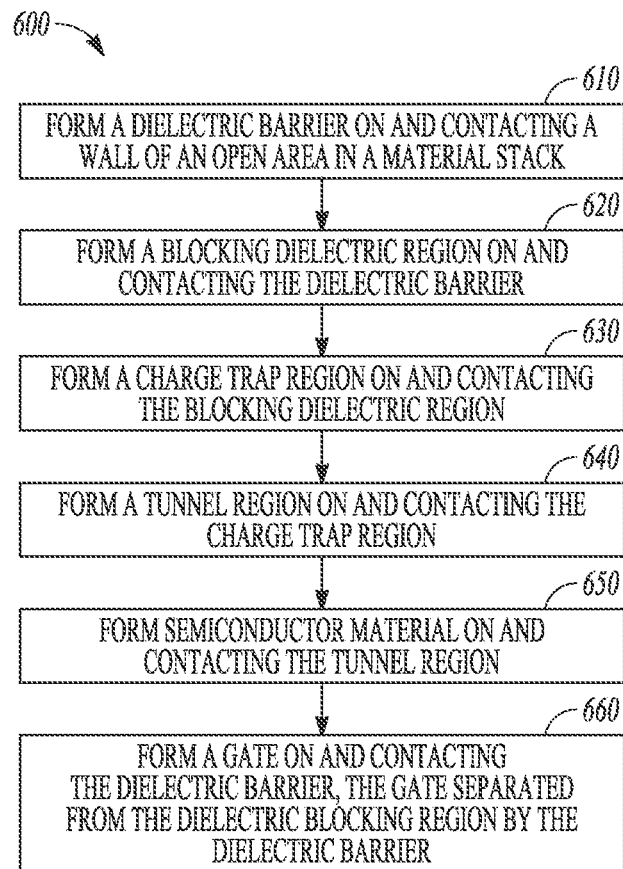 600
610
FORM A DIELECTRIC BARRIER ON AND CONTACTING A
WALL OF AN OPEN AREA IN A MATERIAL STACK
620
FORM A BLOCKING DIELECTRIC REGION ON AND
CONTACTING THE DIELECTRIC BARRIER
630
FORM A CHARGE TRAP REGION ON AND CONTACTING
THE BLOCKING DIELECTRIC REGION
640
FORM A TUNNEL REGION ON AND CONTACTING THE
CHARGE TRAP REGION
650
FORM SEMICONDUCTOR MATERIAL ON AND
CONTACTING THE TUNNEL REGION
660
FORM A GATE ON AND CONTACTING
THE DIELECTRIC BARRIER, THE GATE SEPARATED
FROM THE DIELECTRIC BLOCKING REGION BY THE
DIELECTRIC BARRIER